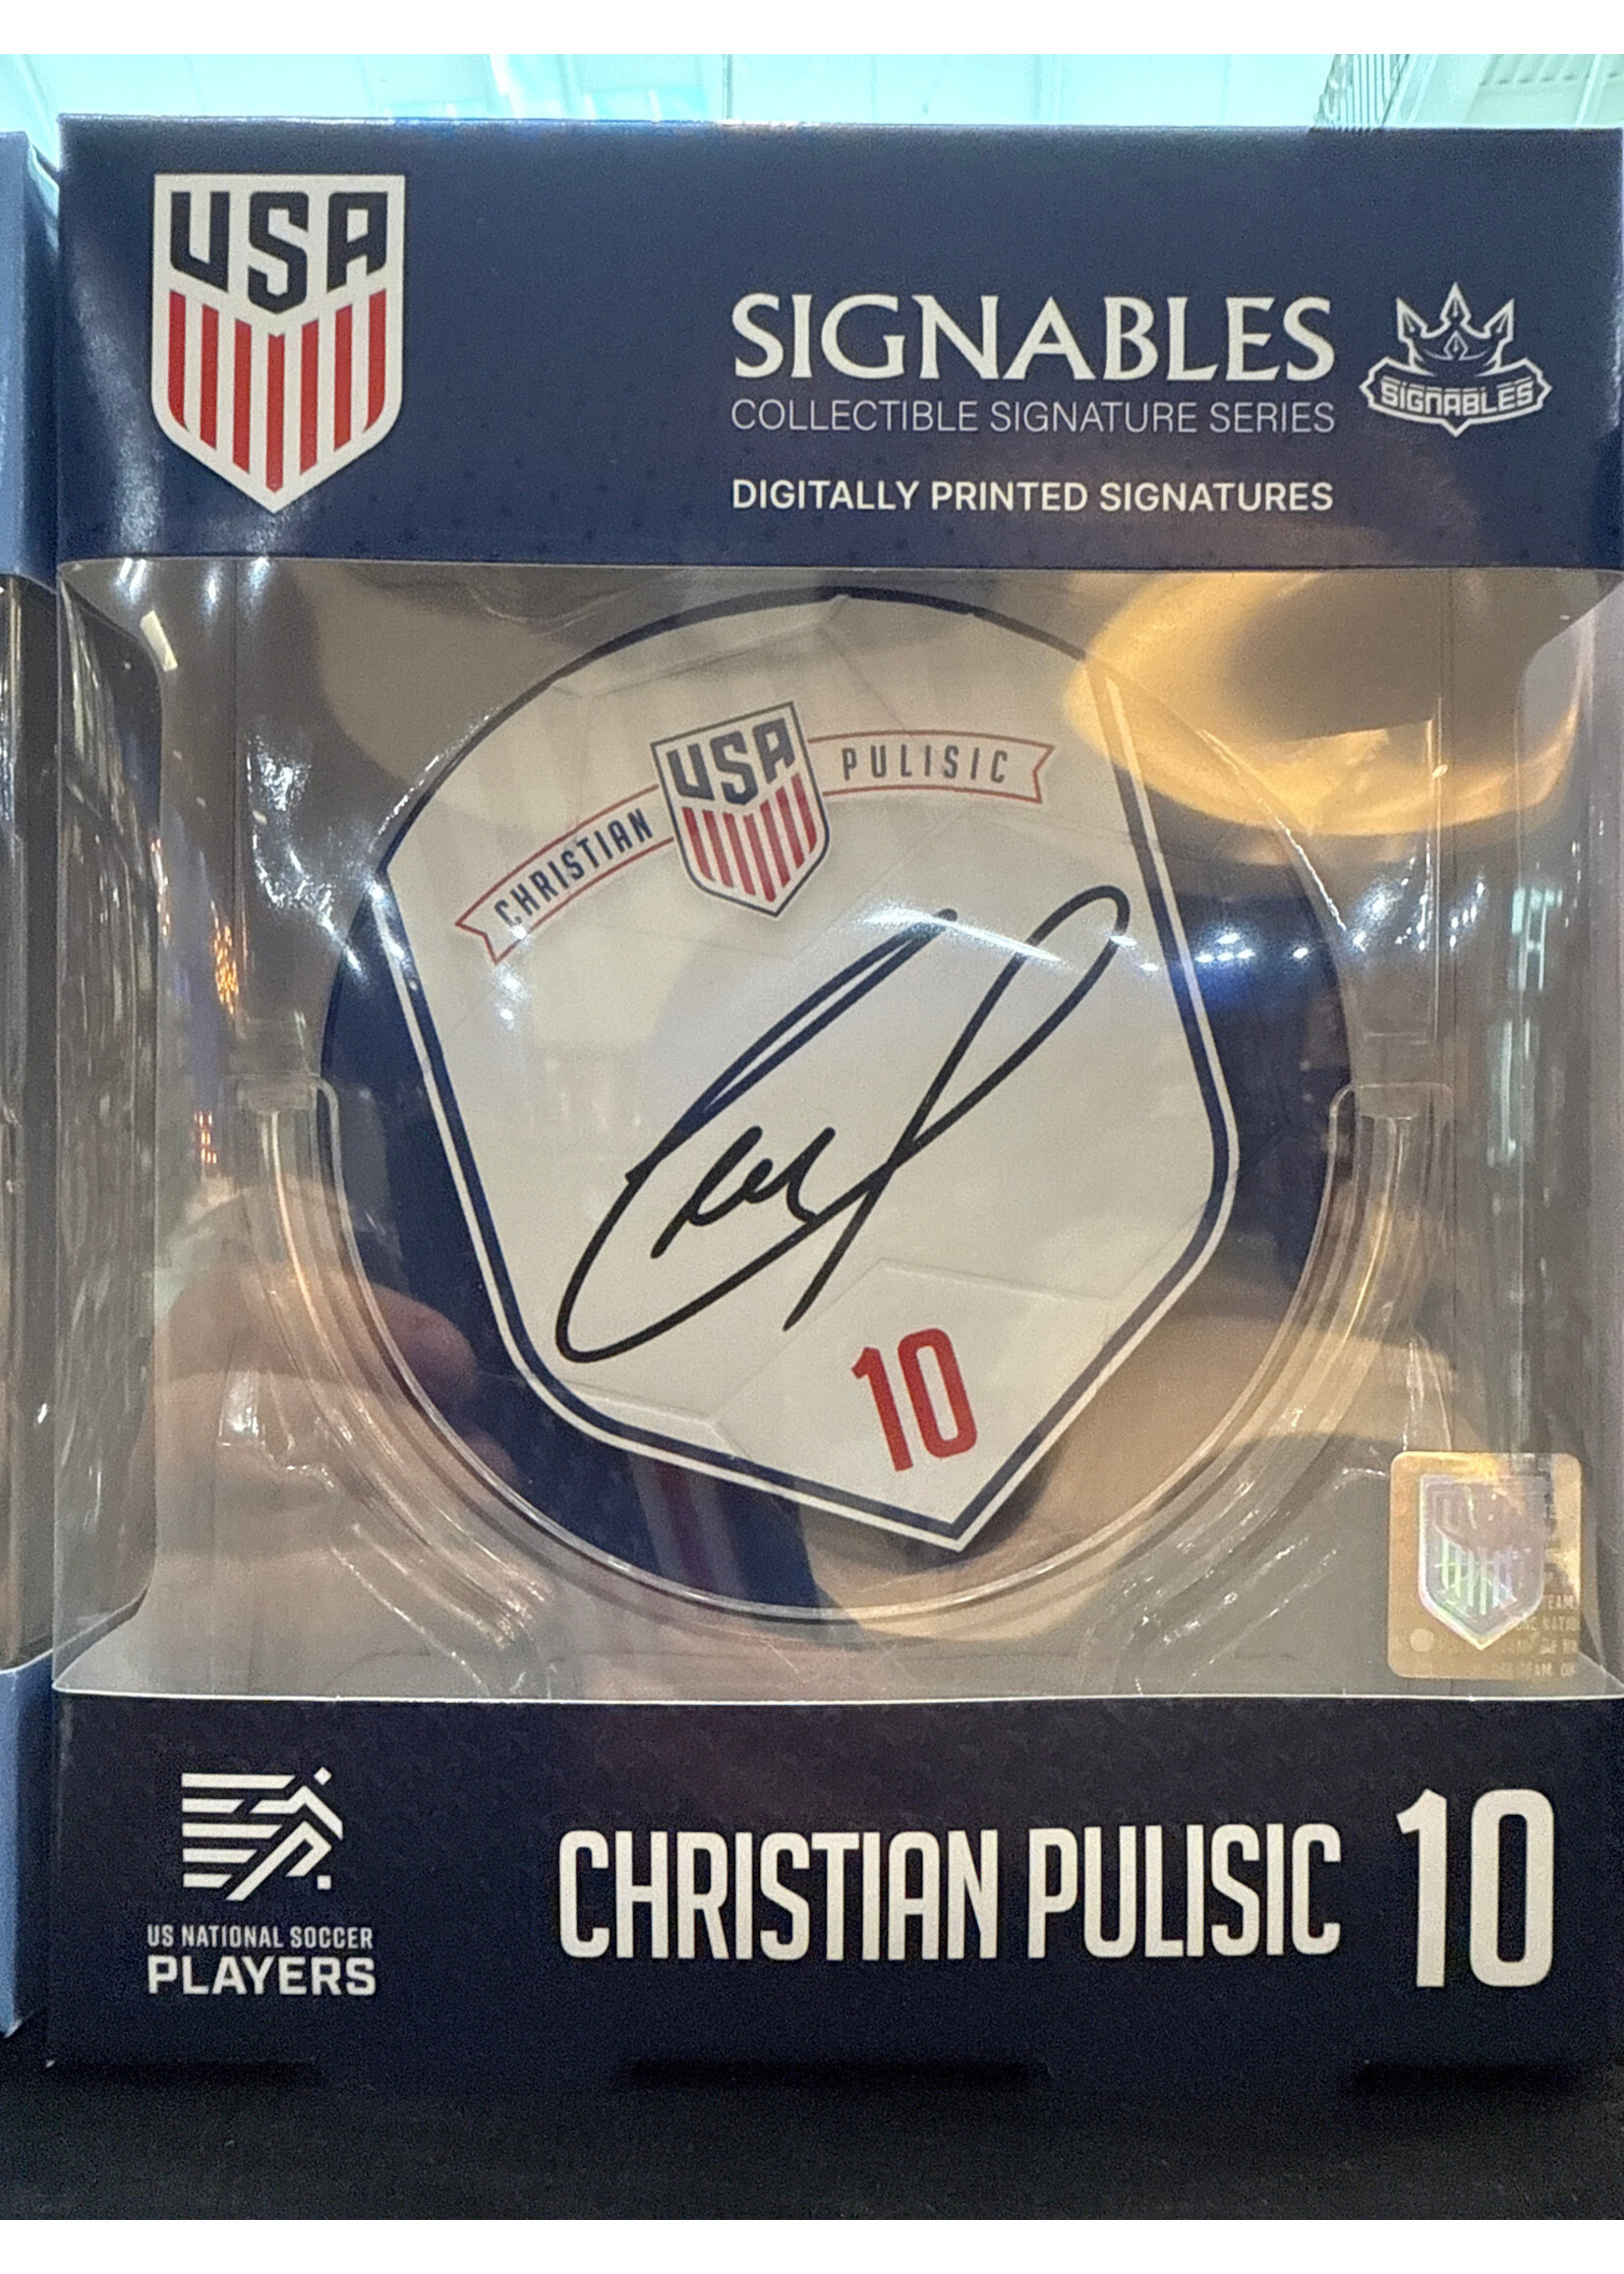 USA
SIGNABLES
COLLECTIBLE SIGNATURE SERIES
SIGNABLES
DIGITALLY PRINTED SIGNATURES
CHRISTIAN
USA
PULISIC
10
US NATIONAL SOCCER
PLAYERS
CHRISTIAN PULISIC 10